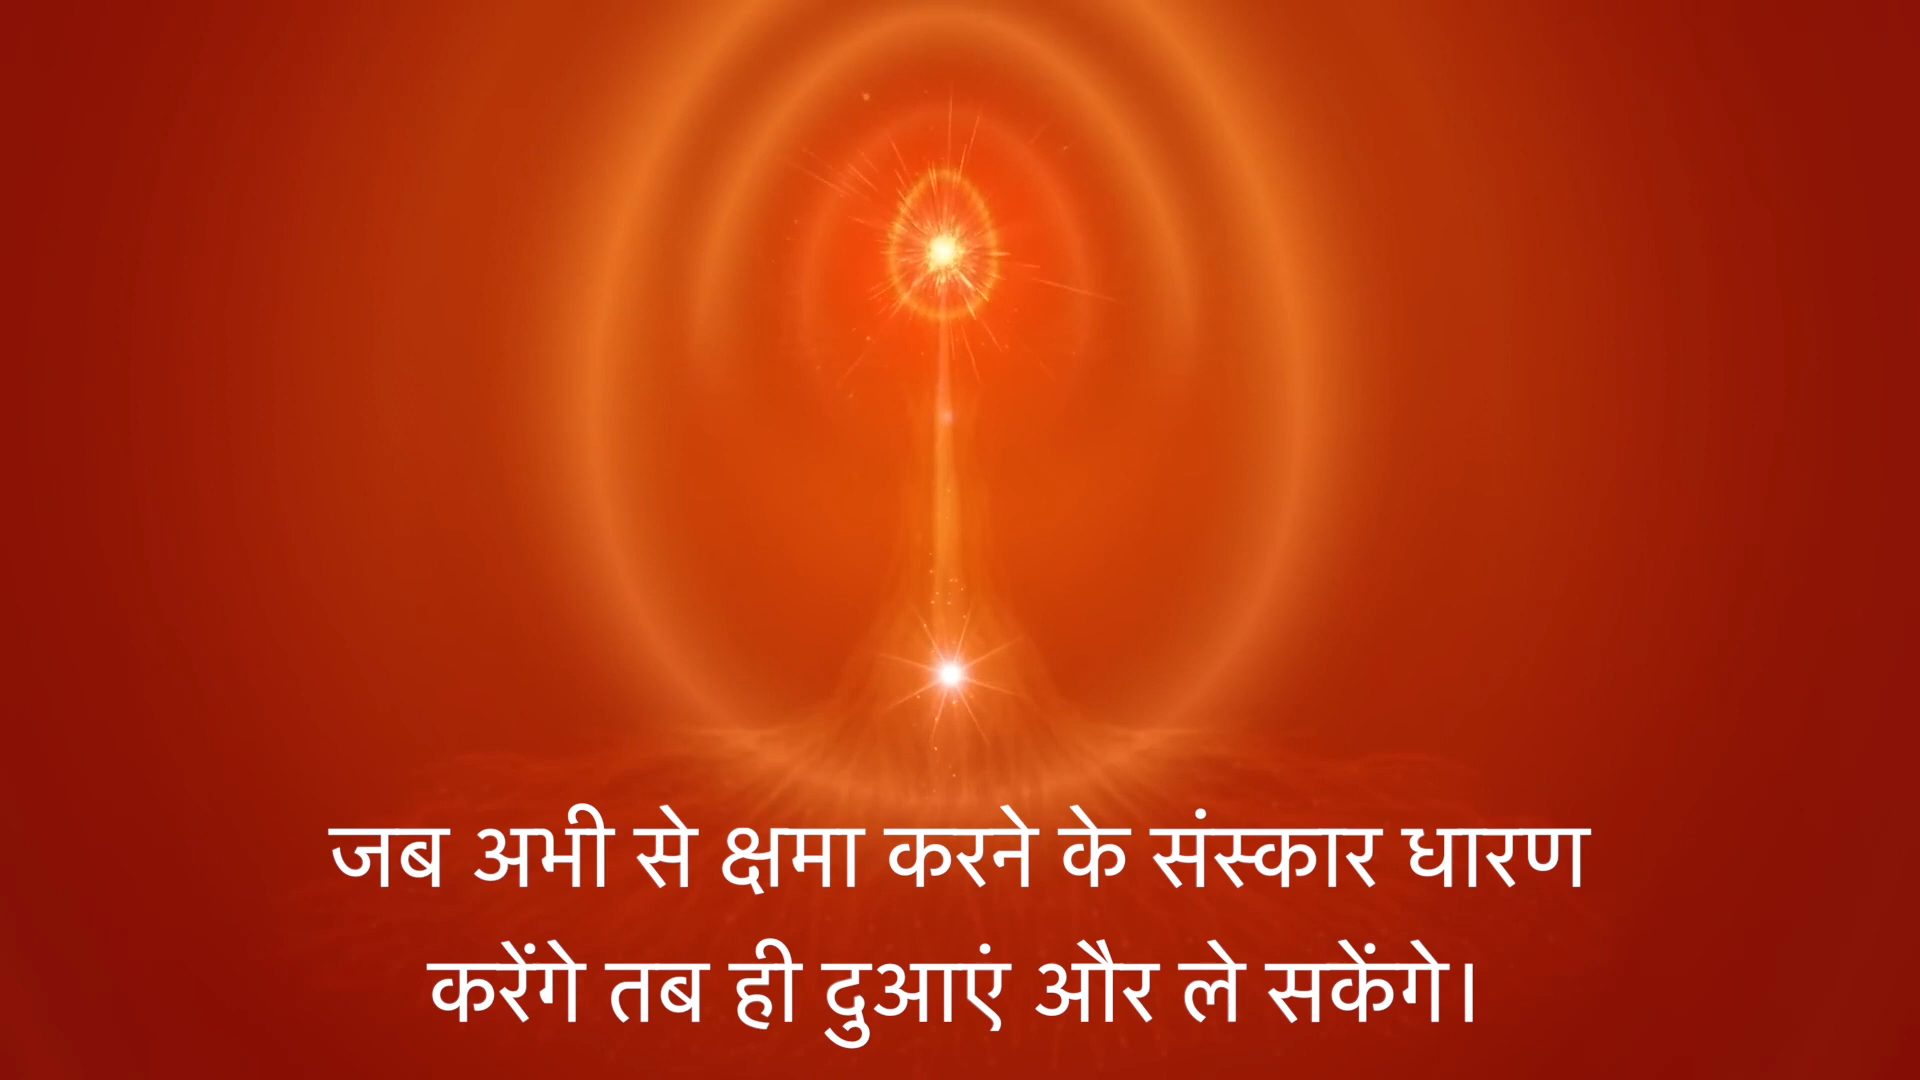 जब अभी से क्षमा करने के संस्कार धारण
करेंगे तब ही दुआएं और ले सकेंगे।